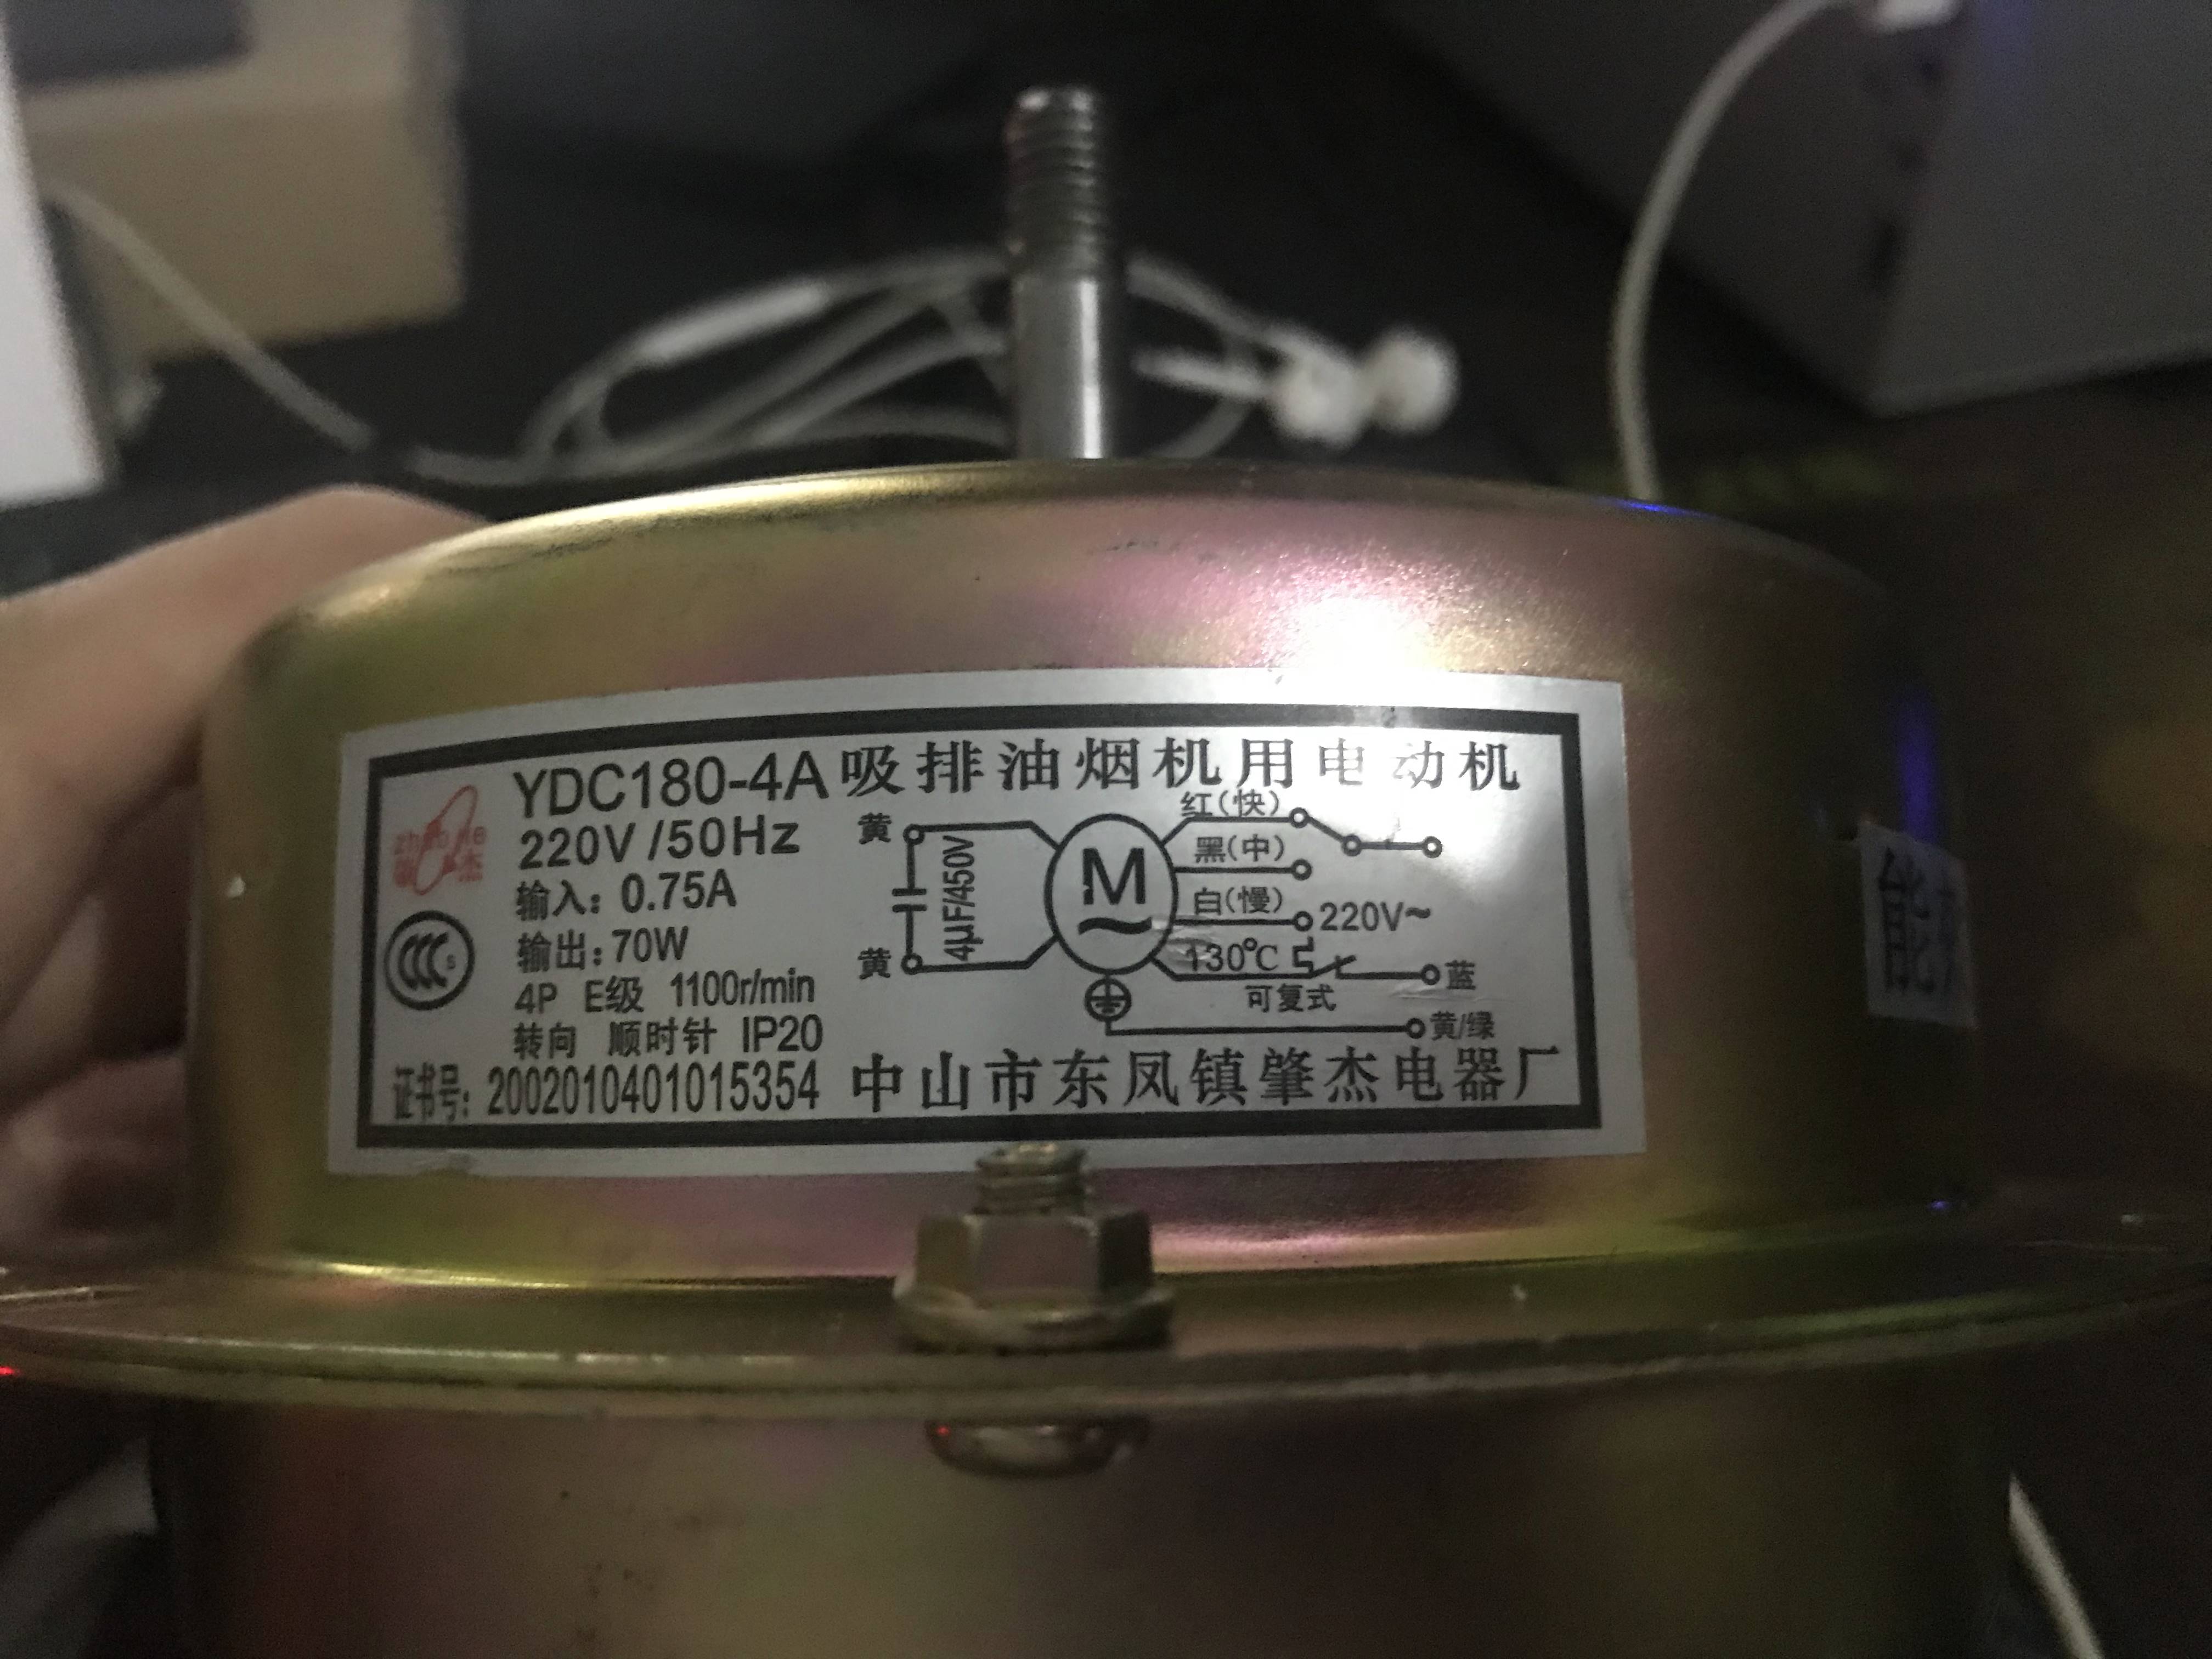 YDC180-4A 吸排油烟机用电动机
220V/50Hz
输入: 0.75A
输出: 70W
4P E级 1100r/min
转向 顺时针 IP20
证书号: 2002010401015354
黄
4μF/450V
黄
M
红(快)
黑(中)
白(慢)
220V~
130℃
可复式
蓝
黄/绿
中山市东凤镇肇杰电器厂
CCC S
能